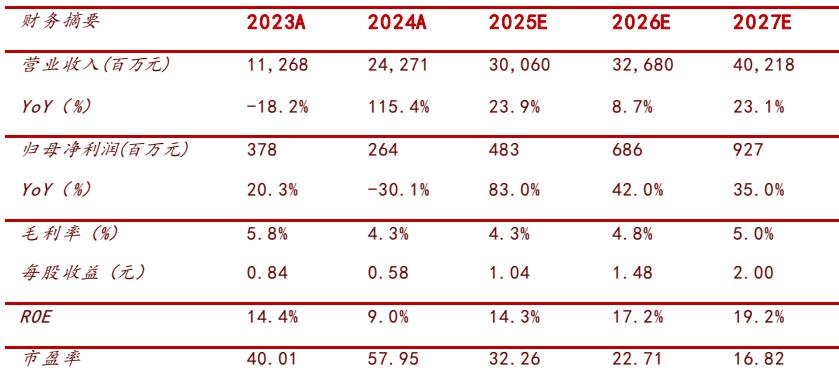 财务摘要 2023A 2024A 2025E 2026E 2027E
营业收入(百万元) 11,268 24,271 30,060 32,680 40,218
YoY (%) -18.2% 115.4% 23.9% 8.7% 23.1%
归母净利润(百万元) 378 264 483 686 927
YoY (%) 20.3% -30.1% 83.0% 42.0% 35.0%
毛利率 (%) 5.8% 4.3% 4.3% 4.8% 5.0%
每股收益 (元) 0.84 0.58 1.04 1.48 2.00
ROE 14.4% 9.0% 14.3% 17.2% 19.2%
市盈率 40.01 57.95 32.26 22.71 16.82